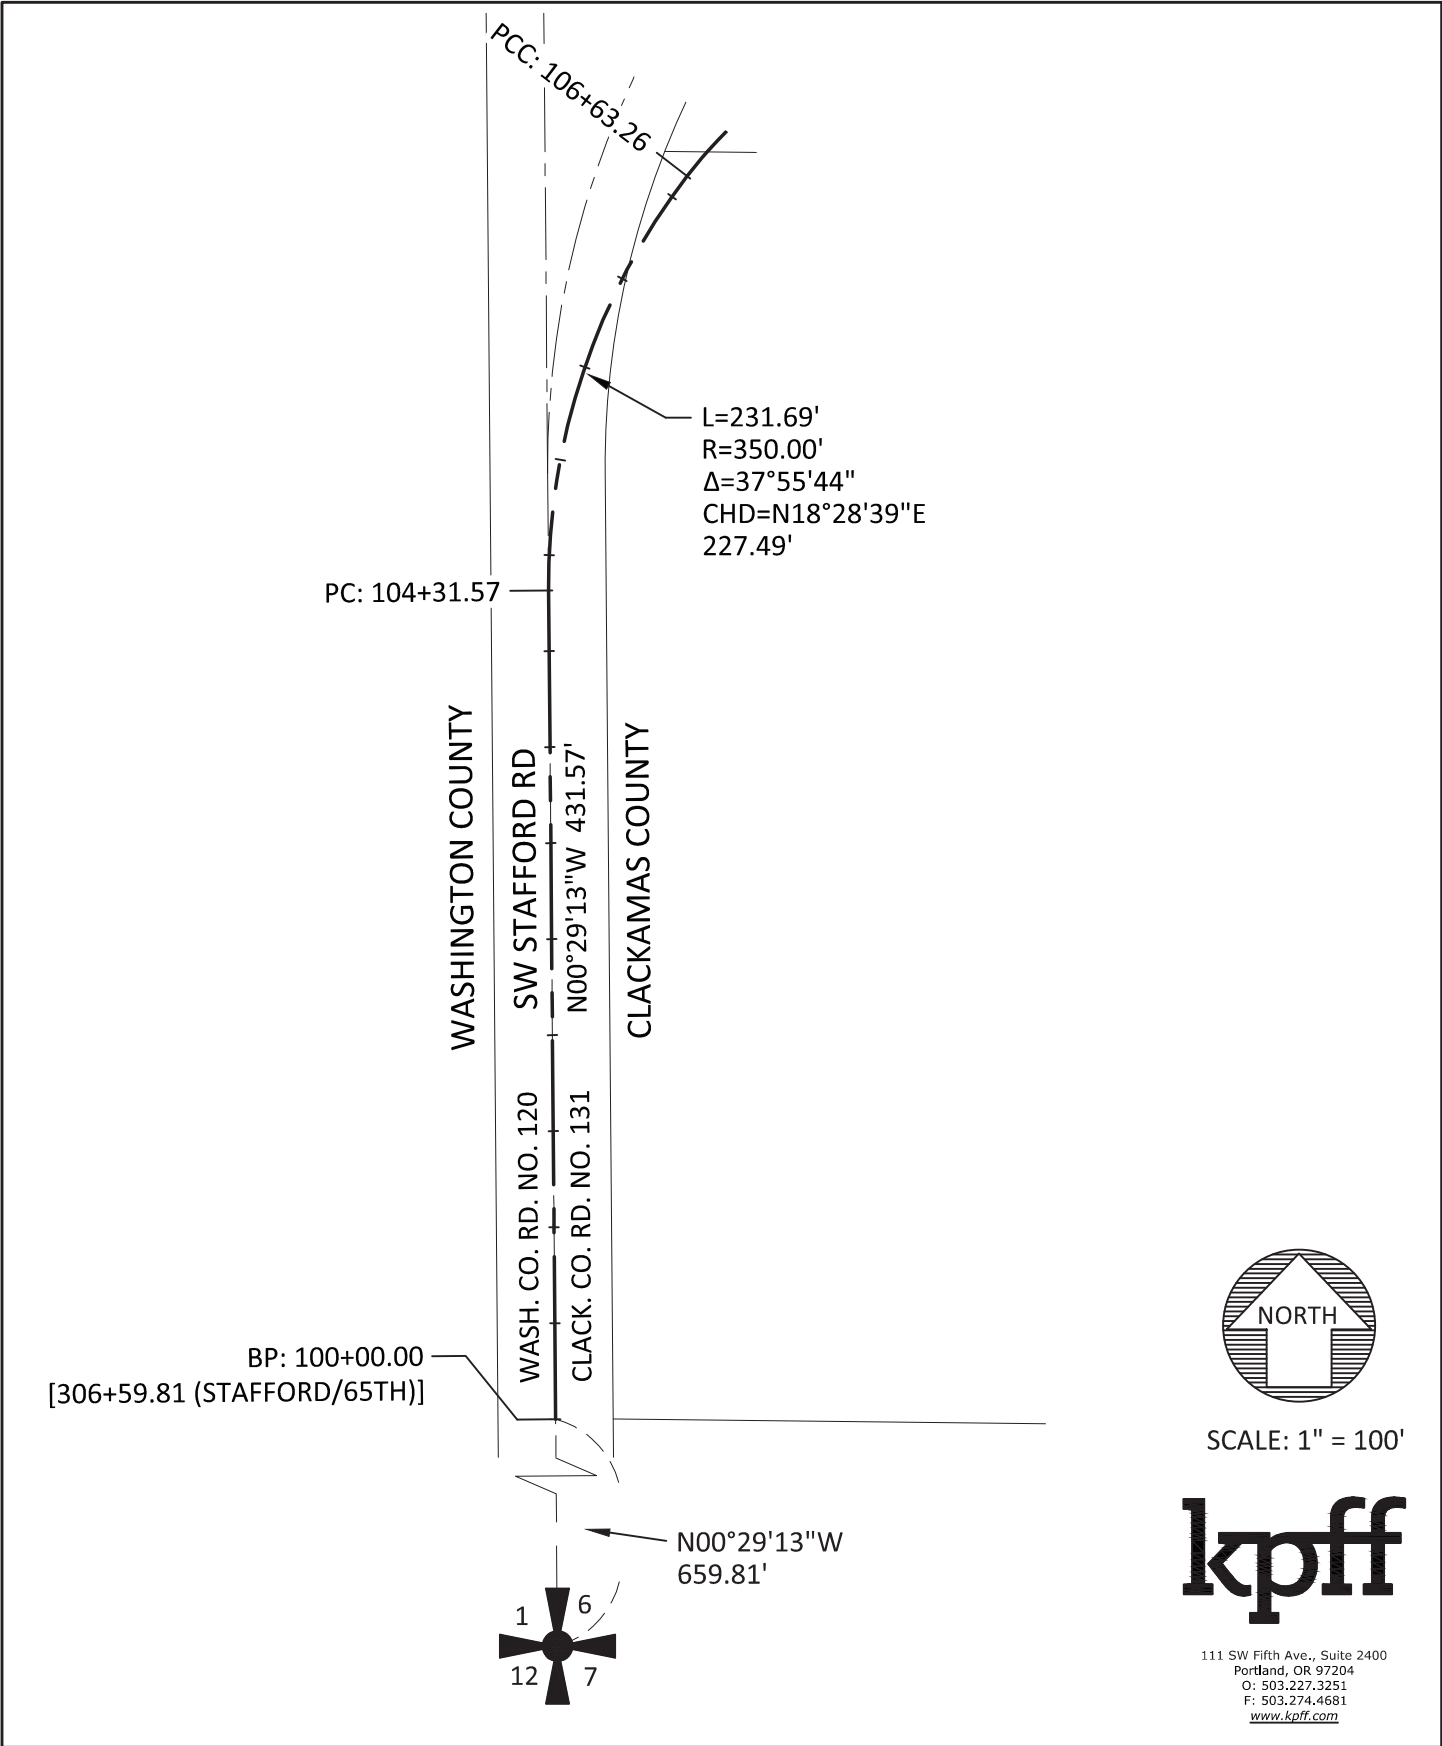 PCC: 106+63.26
L=231.69'
R=350.00'
Δ=37°55'44"
CHD=N18°28'39"E
227.49'
PC: 104+31.57
WASHINGTON COUNTY
SW STAFFORD RD
N00°29'13"W 431.57'
CLACKAMAS COUNTY
WASH. CO. RD. NO. 120
CLACK. CO. RD. NO. 131
BP: 100+00.00
[306+59.81 (STAFFORD/65TH)]
NORTH
SCALE: 1" = 100'
N00°29'13"W
659.81'
1 6
12 7
kpff
111 SW Fifth Ave., Suite 2400
Portland, OR 97204
O: 503.227.3251
F: 503.274.4681
www.kpff.com